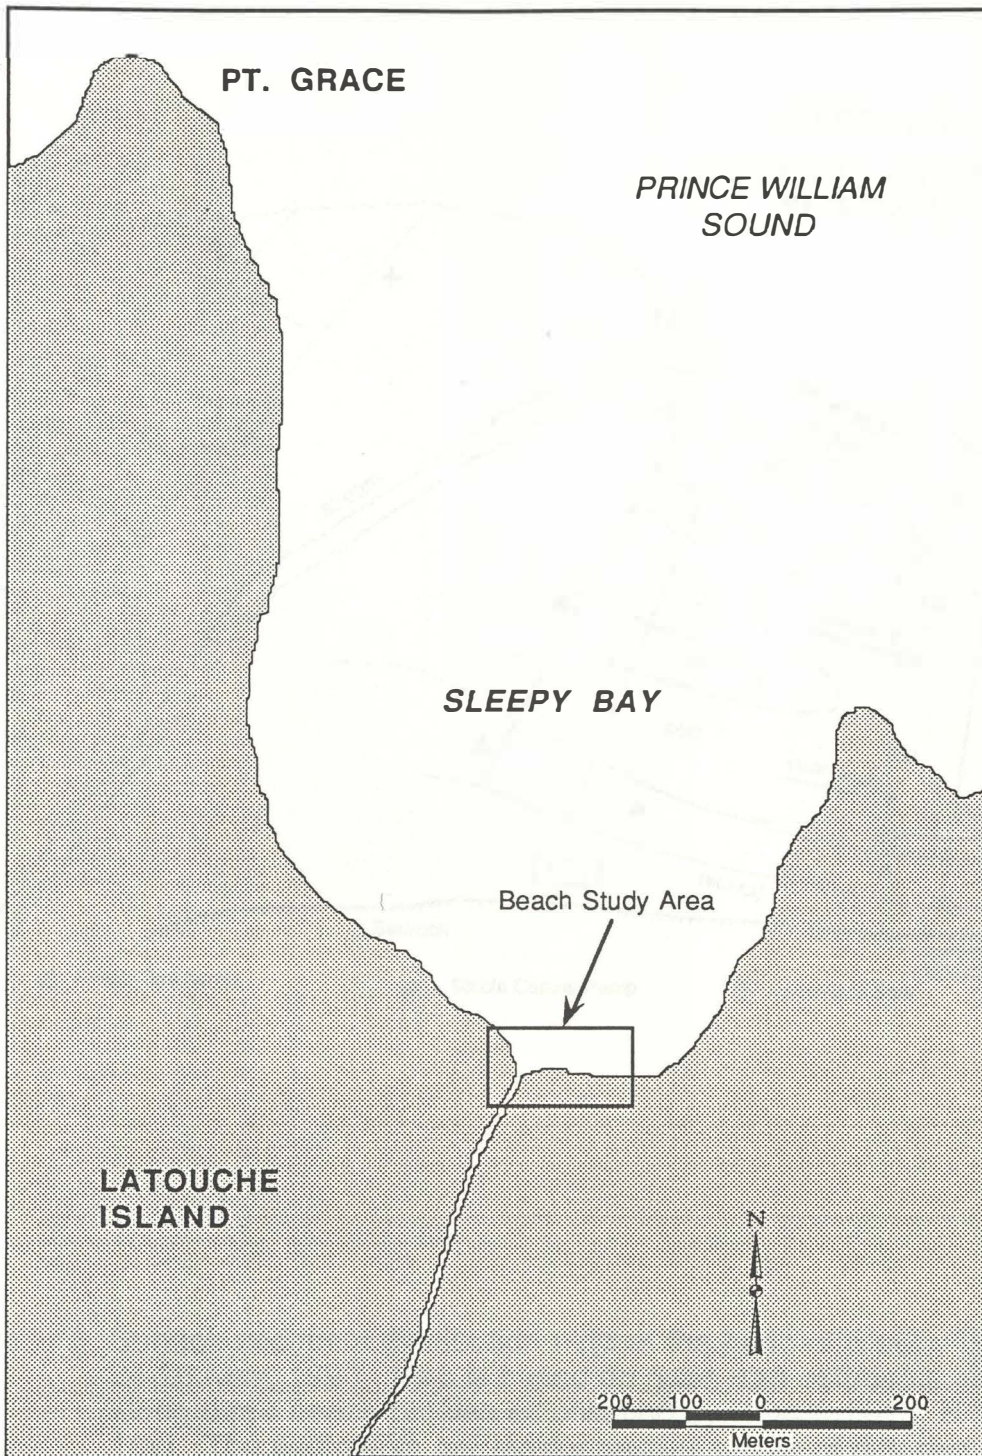 PT. GRACE
PRINCE WILLIAM
SOUND
SLEEPY BAY
Beach Study Area
LATOUCHE
ISLAND
N
200 100 0 200
Meters